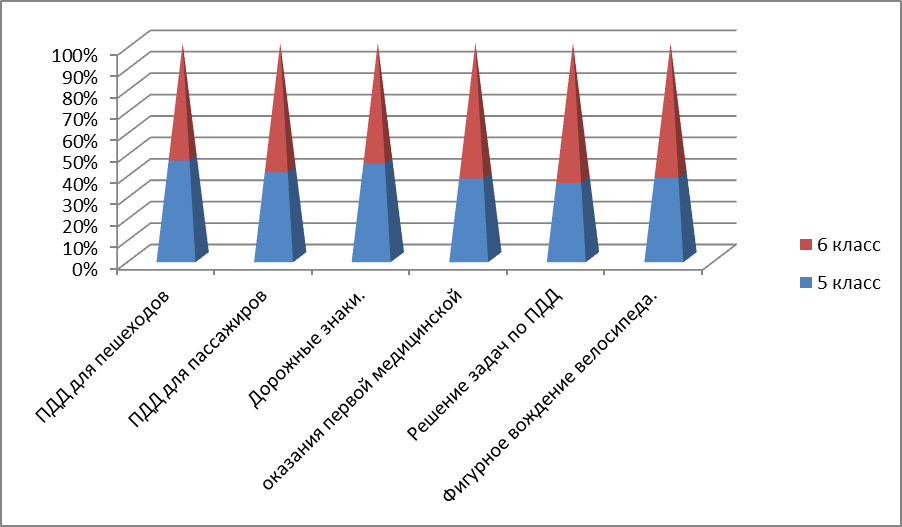 100%
90%
80%
70%
60%
50%
40%
30%
20%
10%
0%
ПДД для пешеходов
ПДД для пассажиров
Дорожные знаки.
оказания первой медицинской
Решение задач по ПДД
Фигурное вождение велосипеда.
6 класс
5 класс